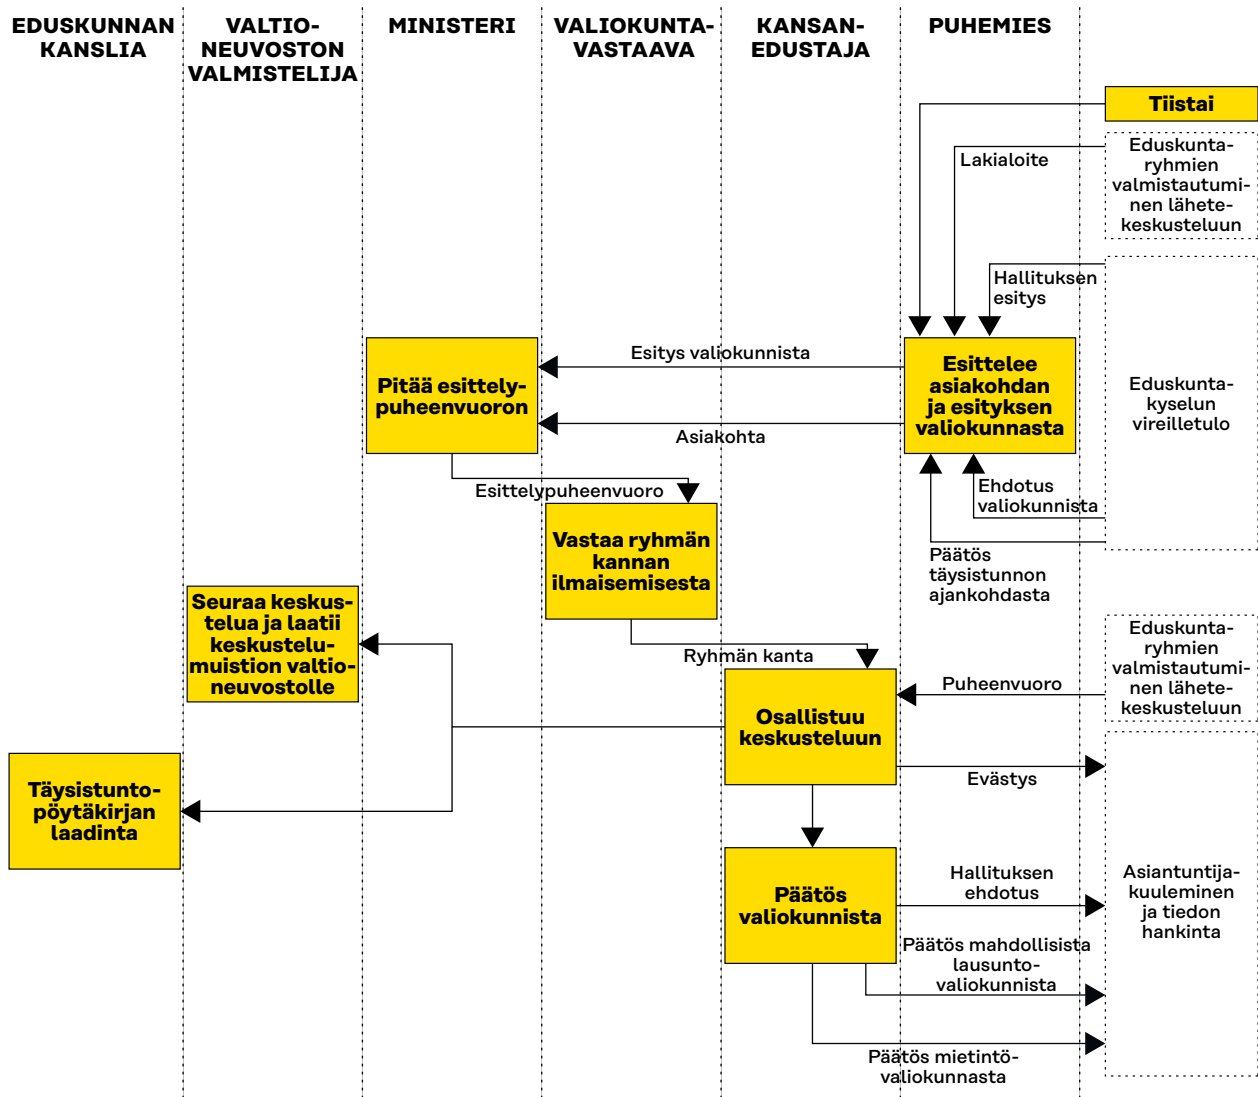 EDUSKUNNAN
KANSLIA
VALTIO-
NEUVOSTON
VALMISTELIJA
MINISTERI
VALIOKUNTA-
VASTAAVA
KANSAN-
EDUSTAJA
PUHEMIES
Tiistai
Eduskunta-
ryhmien
valmistautumi-
nen lähete-
keskusteluun
Lakialoite
Hallituksen
esitys
Eduskunta-
kyselun
vireilletulo
Esittelee
asiakohdan
ja esityksen
valiokunnasta
Esitys valiokunnista
Asiakohta
Pitää esittely-
puheenvuoron
Esittelypuheenvuoro
Ehdotus
valiokunnista
Päätös
täysistunnon
ajankohdasta
Vastaa ryhmän
kannan
ilmaisemisesta
Seuraa keskus-
telua ja laatii
keskustelu-
muistion valtio-
neuvostolle
Ryhmän kanta
Eduskunta-
ryhmien
valmistautumi-
nen lähete-
keskusteluun
Puheenvuoro
Osallistuu
keskusteluun
Evästys
Täysistunto-
pöytäkirjan
laadinta
Päätös
valiokunnista
Hallituksen
ehdotus
Asiantuntija-
kuuleminen
ja tiedon
hankinta
Päätös mahdollisista
lausunto-
valiokunnista
Päätös mietintö-
valiokunnasta